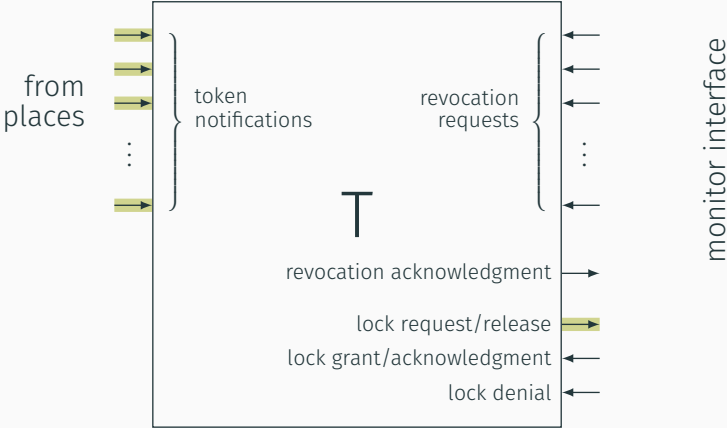 from
places
token
notifications
revocation
requests
T
revocation acknowledgment
lock request/release
lock grant/acknowledgment
lock denial
monitor interface